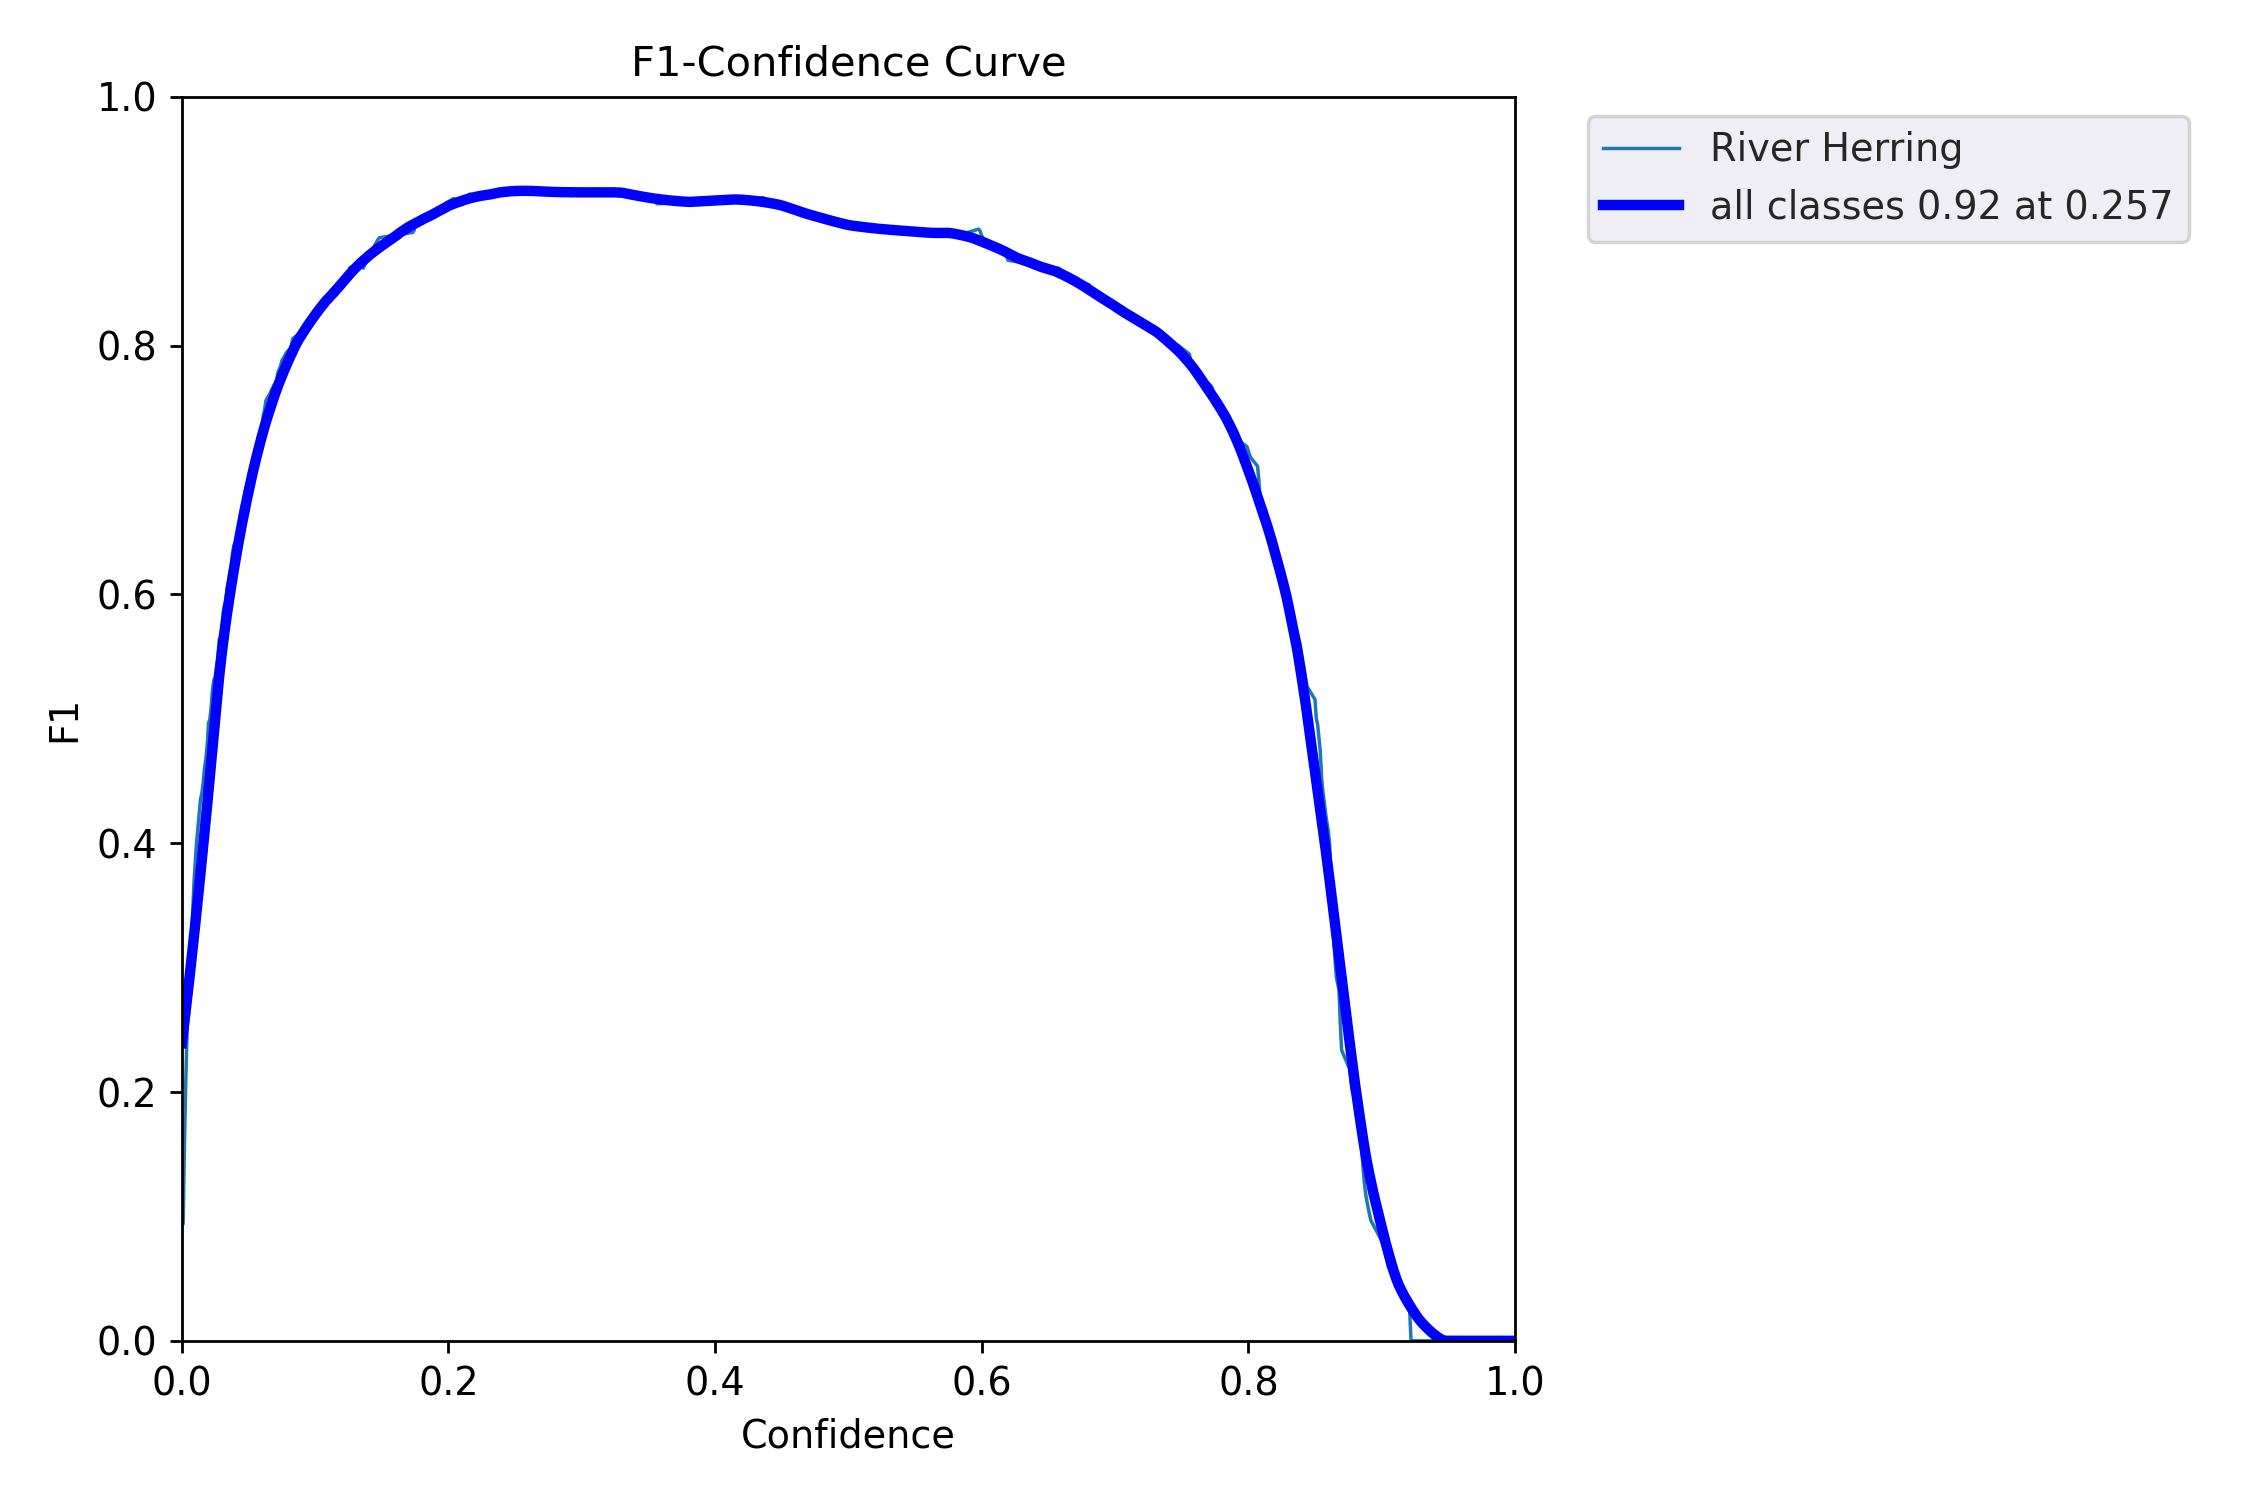 F1-Confidence Curve
River Herring
all classes 0.92 at 0.257
1.0
0.8
0.6
0.4
0.2
0.0
F1
0.0 0.2 0.4 0.6 0.8 1.0
Confidence